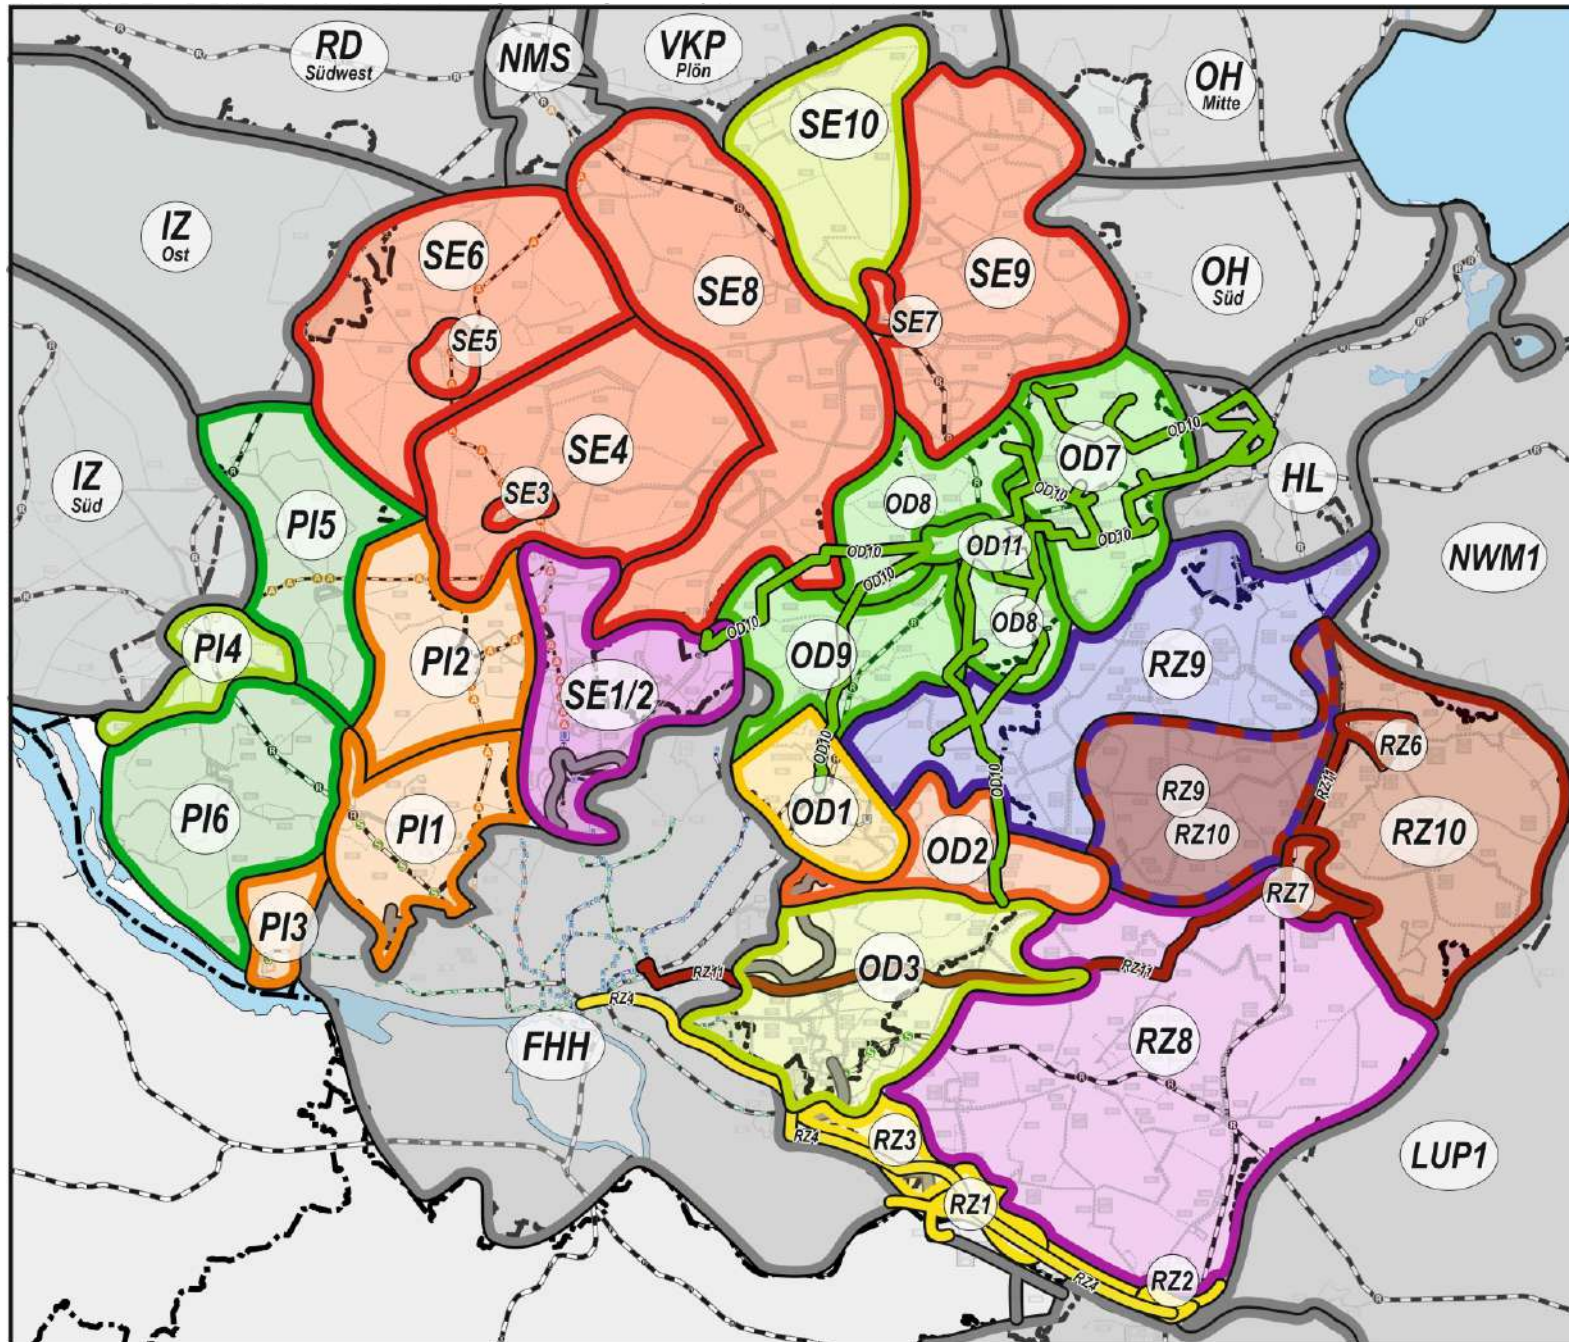 RD
Südwest
NMS
VKP
Plön
OH
Mitte
SE10
IZ
Ost
SE6
SE8
SE9
OH
Süd
SE5
SE7
SE4
SE3
IZ
Süd
PI5
OD8
OD7
OD10
OD10
HL
OD10
OD11
OD10
OD10
NWM1
PI4
PI2
SE1/2
OD10
OD9
OD8
RZ9
PI6
PI1
OD10
OD1
OD10
OD2
RZ9
RZ10
RZ11
RZ6
RZ10
PI3
RZ7
OD3
RZ11
RZ11
RZ4
FHH
RZ8
RZ4
RZ3
LUP1
RZ1
RZ4
RZ2